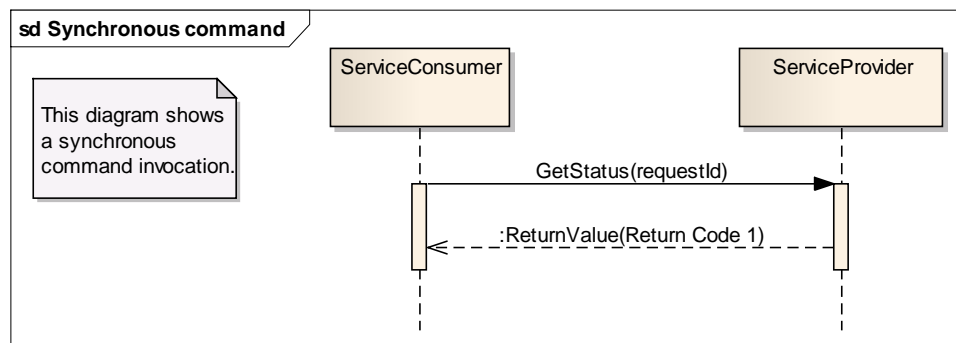 sd Synchronous command
ServiceConsumer
ServiceProvider
This diagram shows
a synchronous
command invocation.
GetStatus(requestId)
:ReturnValue(Return Code 1)